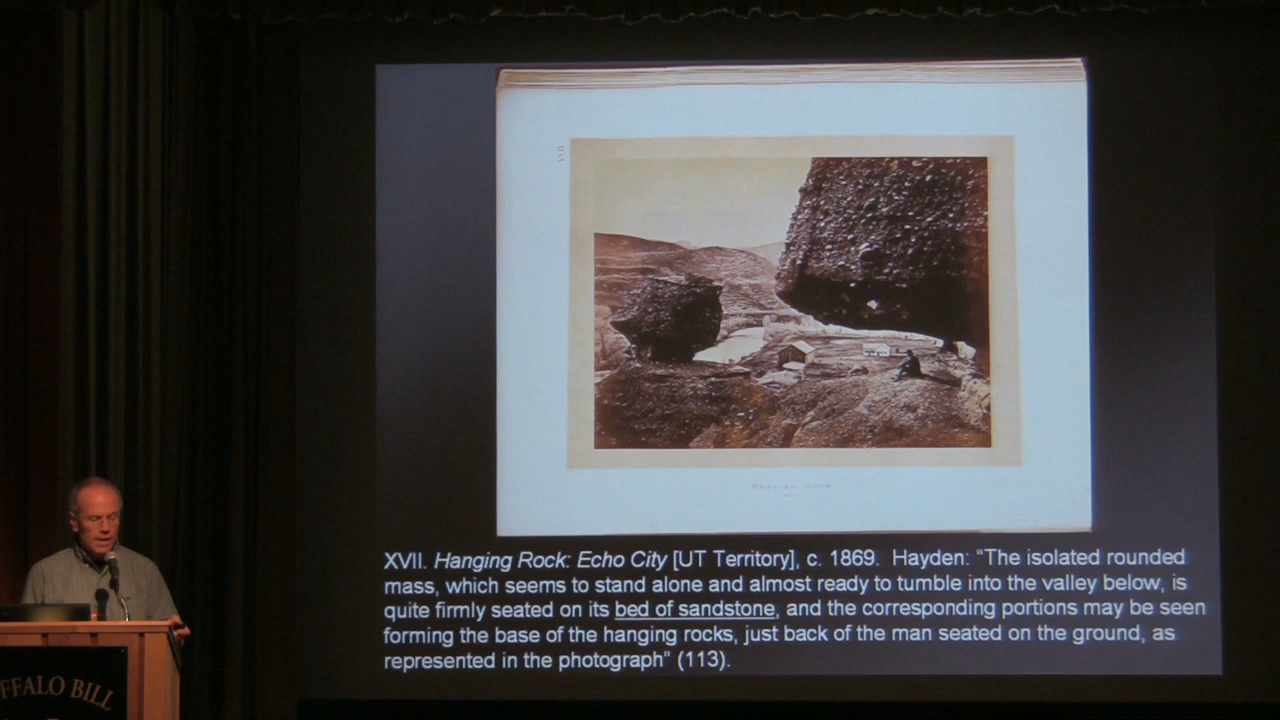 XVII
HANGING ROCK
XVII. Hanging Rock: Echo City [UT Territory], c. 1869. Hayden: “The isolated rounded
mass, which seems to stand alone and almost ready to tumble into the valley below, is
quite firmly seated on its bed of sandstone, and the corresponding portions may be seen
forming the base of the hanging rocks, just back of the man seated on the ground, as
represented in the photograph” (113).
FFALO BILL